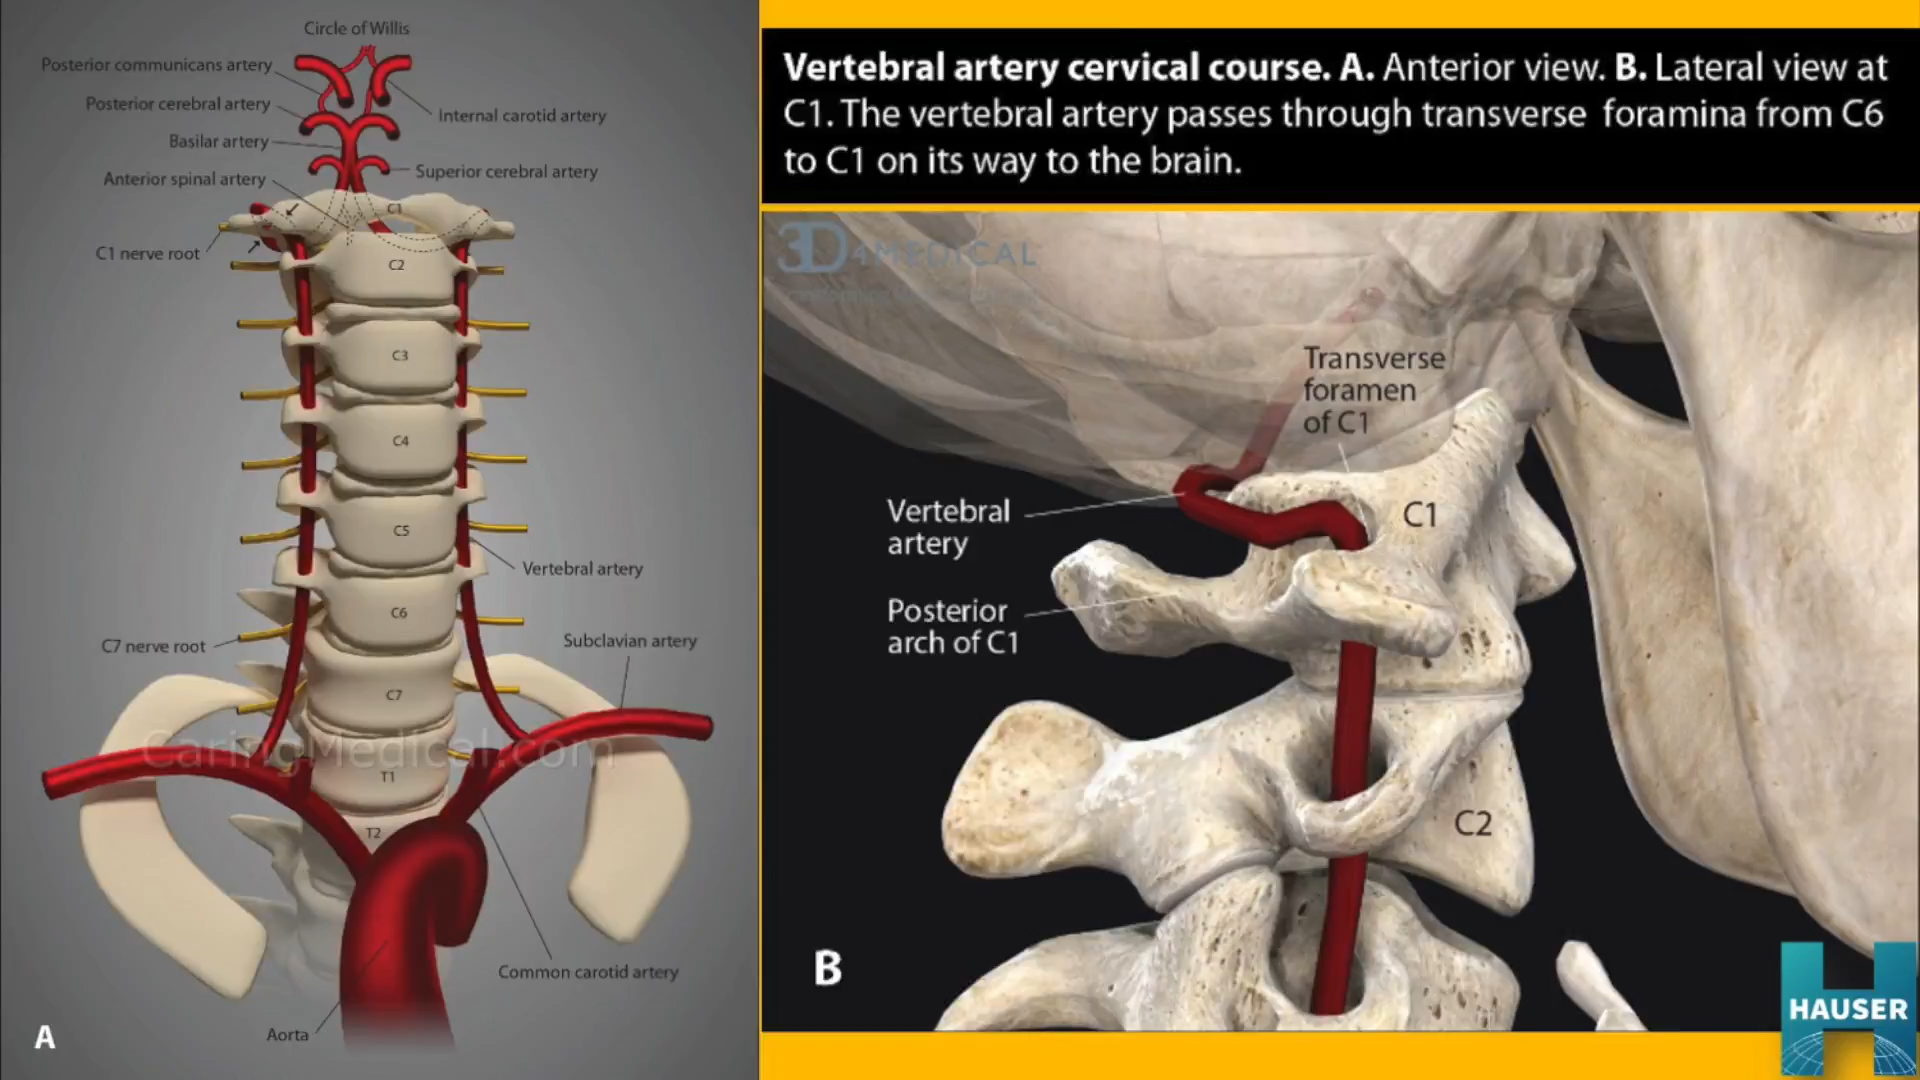 Circle of Willis
Posterior communicans artery
Posterior cerebral artery
Internal carotid artery
Basilar artery
Superior cerebral artery
Anterior spinal artery
C1
C1 nerve root
C2
C3
C4
C5
Vertebral artery
C6
C7 nerve root
Subclavian artery
C7
CaringMedical.com
T1
T2
Common carotid artery
Aorta
A
Vertebral artery cervical course. A. Anterior view. B. Lateral view at
C1. The vertebral artery passes through transverse foramina from C6
to C1 on its way to the brain.
3D4MEDICAL
Transverse
foramen
of C1
C1
Vertebral
artery
Posterior
arch of C1
C2
B
HAUSER